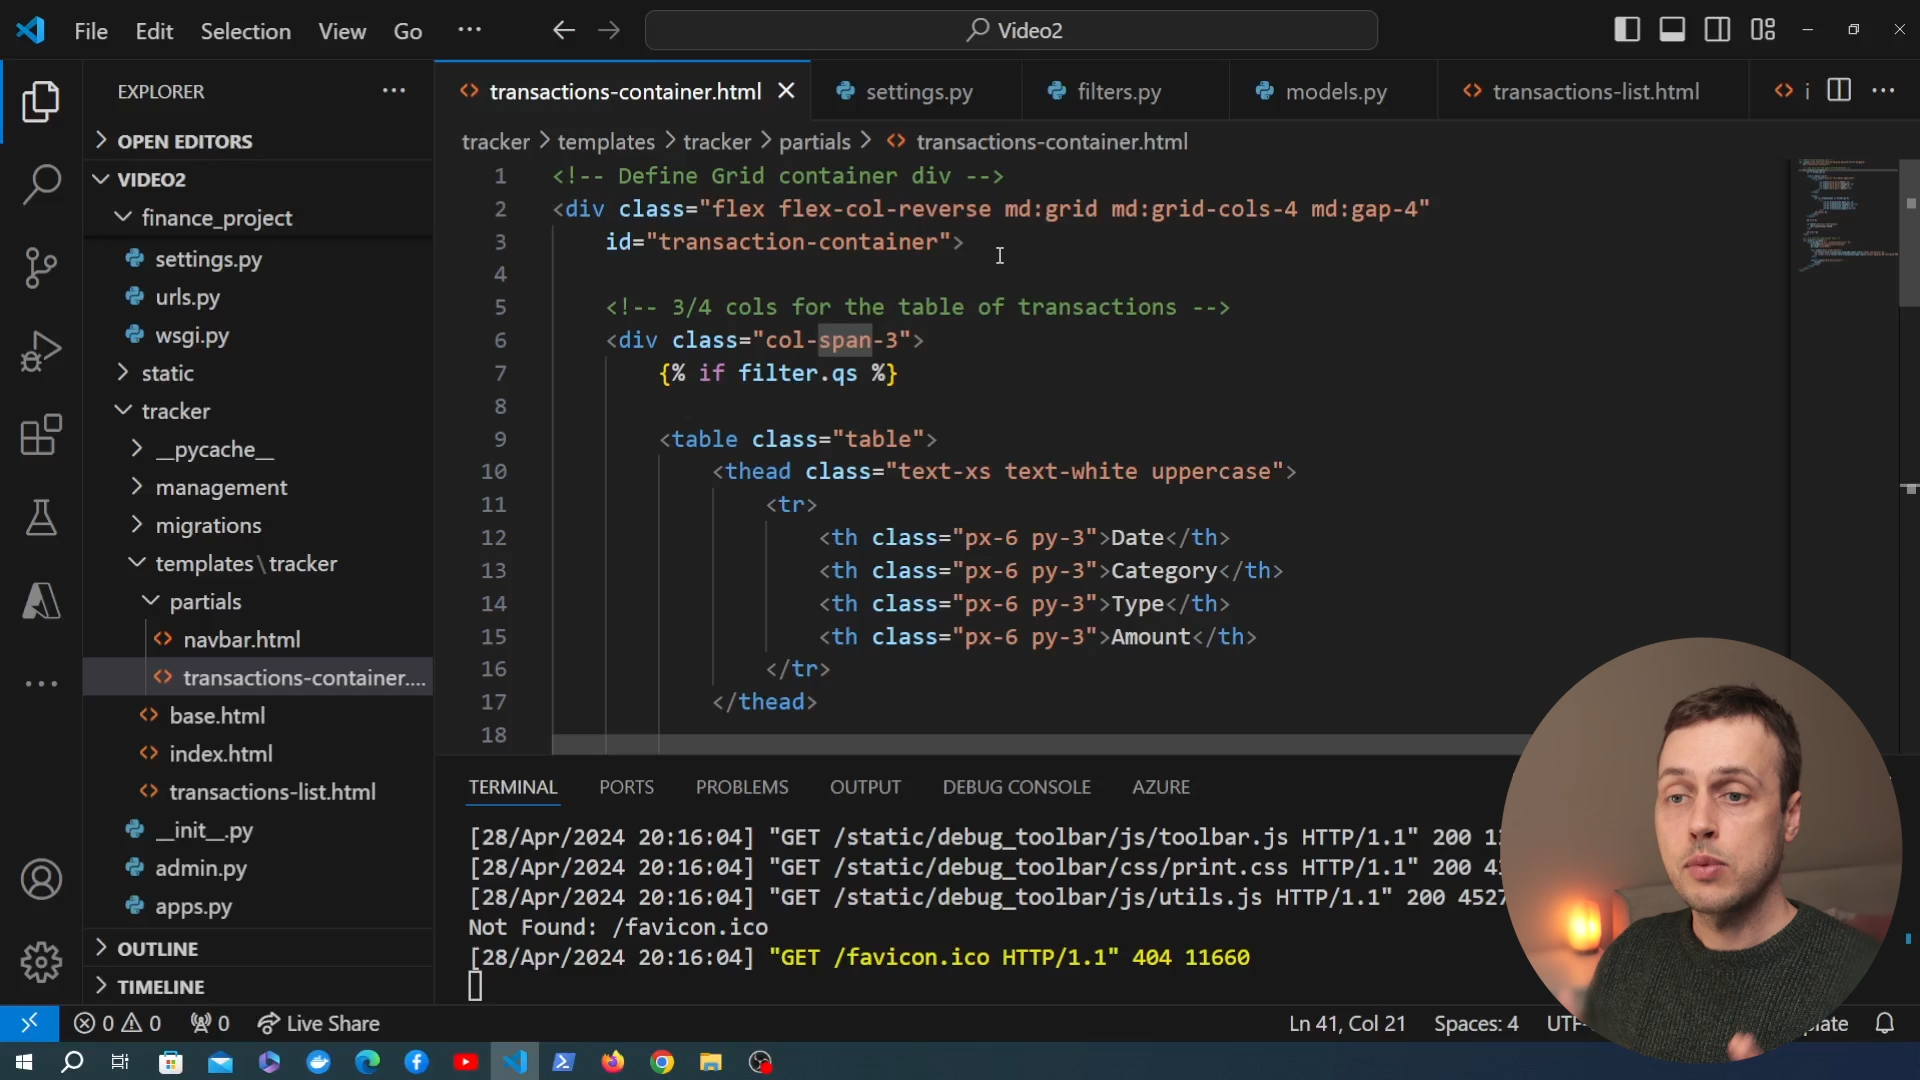 File Edit Selection View Go ··· Video2
EXPLORER ···
OPEN EDITORS
VIDEO2
finance_project
settings.py
urls.py
wsgi.py
static
tracker
__pycache__
management
migrations
templates\tracker
partials
navbar.html
transactions-container....
base.html
index.html
transactions-list.html
__init__.py
admin.py
apps.py
OUTLINE
TIMELINE
transactions-container.html settings.py filters.py models.py transactions-list.html i ···
tracker > templates > tracker > partials > transactions-container.html
1 <!-- Define Grid container div -->
2 <div class="flex flex-col-reverse md:grid md:grid-cols-4 md:gap-4"
3 id="transaction-container">
4
5 <!-- 3/4 cols for the table of transactions -->
6 <div class="col-span-3">
7 {% if filter.qs %}
8
9 <table class="table">
10 <thead class="text-xs text-white uppercase">
11 <tr>
12 <th class="px-6 py-3">Date</th>
13 <th class="px-6 py-3">Category</th>
14 <th class="px-6 py-3">Type</th>
15 <th class="px-6 py-3">Amount</th>
16 </tr>
17 </thead>
18
TERMINAL PORTS PROBLEMS OUTPUT DEBUG CONSOLE AZURE
[28/Apr/2024 20:16:04] "GET /static/debug_toolbar/js/toolbar.js HTTP/1.1" 200
[28/Apr/2024 20:16:04] "GET /static/debug_toolbar/css/print.css HTTP/1.1" 200
[28/Apr/2024 20:16:04] "GET /static/debug_toolbar/js/utils.js HTTP/1.1" 200 4527
Not Found: /favicon.ico
[28/Apr/2024 20:16:04] "GET /favicon.ico HTTP/1.1" 404 11660
0 0 0 Live Share Ln 41, Col 21 Spaces: 4